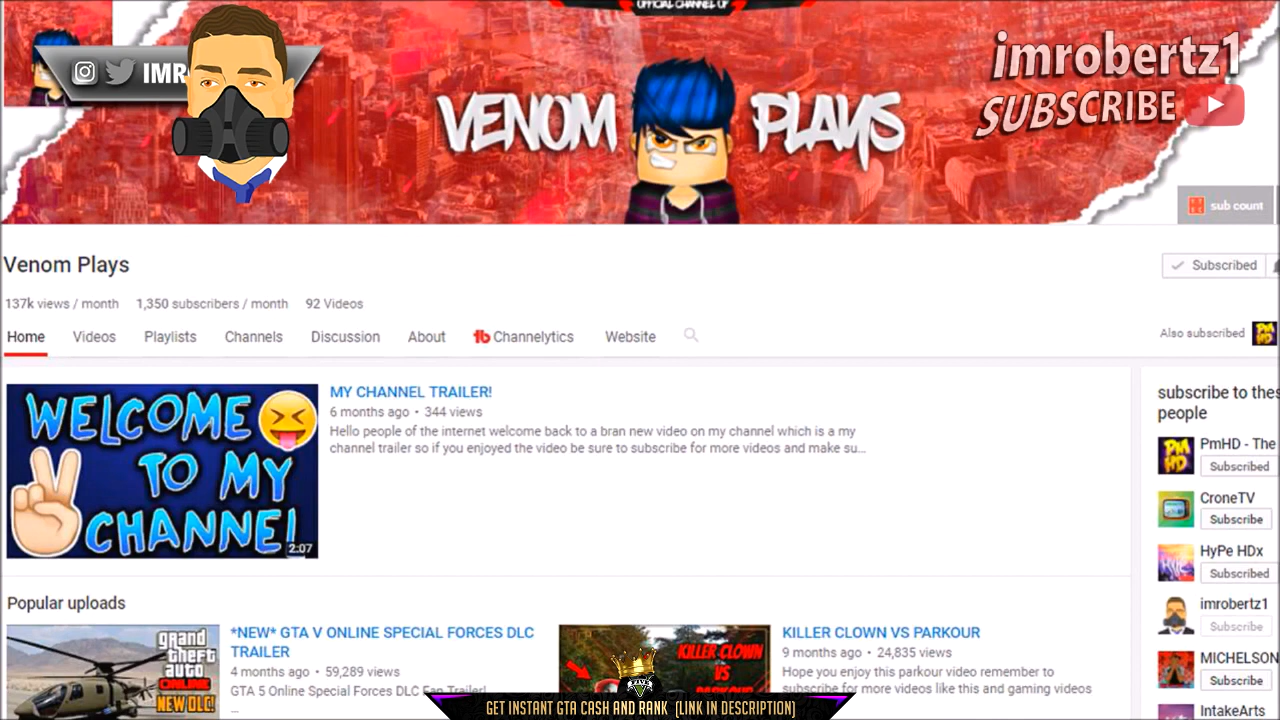 OFFICIAL CHANNEL OF
IMR
VENOM PLAYS
imrobertz1
SUBSCRIBE
sub count
Venom Plays
Subscribed
137k views / month 1,350 subscribers / month 92 Videos
Home Videos Playlists Channels Discussion About Channelytics Website
Also subscribed
PM HD
WELCOME
TO MY
CHANNEL
2:07
MY CHANNEL TRAILER!
6 months ago • 344 views
Hello people of the internet welcome back to a bran new video on my channel which is a my
channel trailer so if you enjoyed the video be sure to subscribe for more videos and make su...
subscribe to thes
people
PM HD
PmHD - The
Subscribed
CroneTV
Subscribe
HyPe HDx
Subscribed
imrobertz1
Subscribe
MICHELSON
Subscribe
IntakeArts
Popular uploads
grand
theft
auto
ONLINE
NEW DLC!
*NEW* GTA V ONLINE SPECIAL FORCES DLC
TRAILER
4 months ago • 59,289 views
GTA 5 Online Special Forces DLC Fan Trailer!
...
KILLER CLOWN
VS
PARKOUR
KILLER CLOWN VS PARKOUR
9 months ago • 24,835 views
Hope you enjoy this parkour video remember to
subscribe for more videos like this and gaming videos
GET INSTANT GTA CASH AND RANK (LINK IN DESCRIPTION)